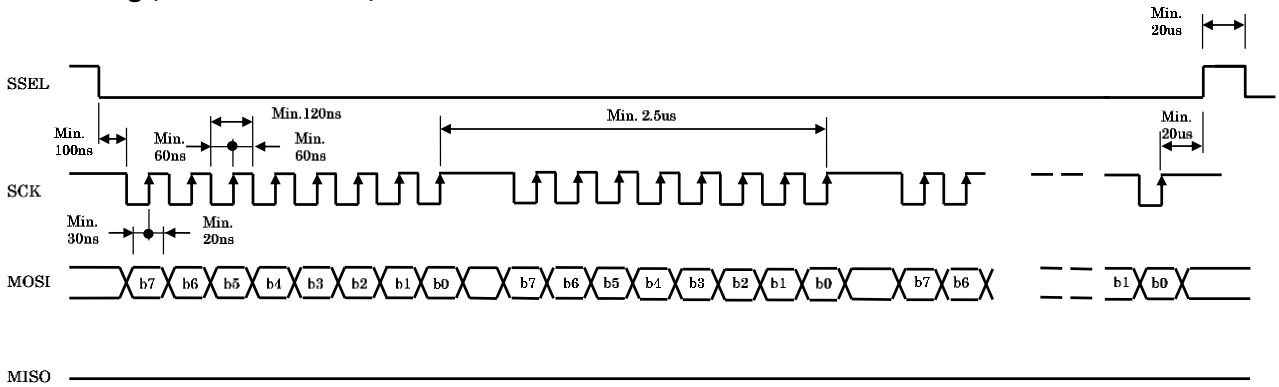 Min.
20us
SSEL
Min.120ns
Min. 2.5us
Min.
20us
Min.
100ns
Min.
60ns
Min.
60ns
SCK
Min.
30ns
Min.
20ns
MOSI
b7 b6 b5 b4 b3 b2 b1 b0 b7 b6 b5 b4 b3 b2 b1 b0 b7 b6 b1 b0
MISO